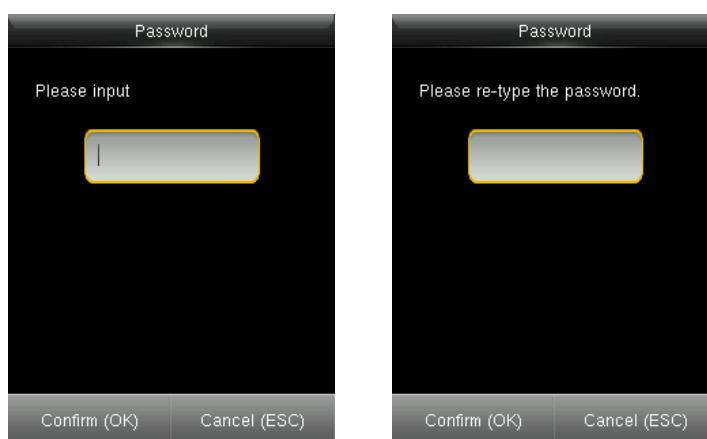 Password
Please input
Confirm (OK) Cancel (ESC)
Password
Please re-type the password.
Confirm (OK) Cancel (ESC)